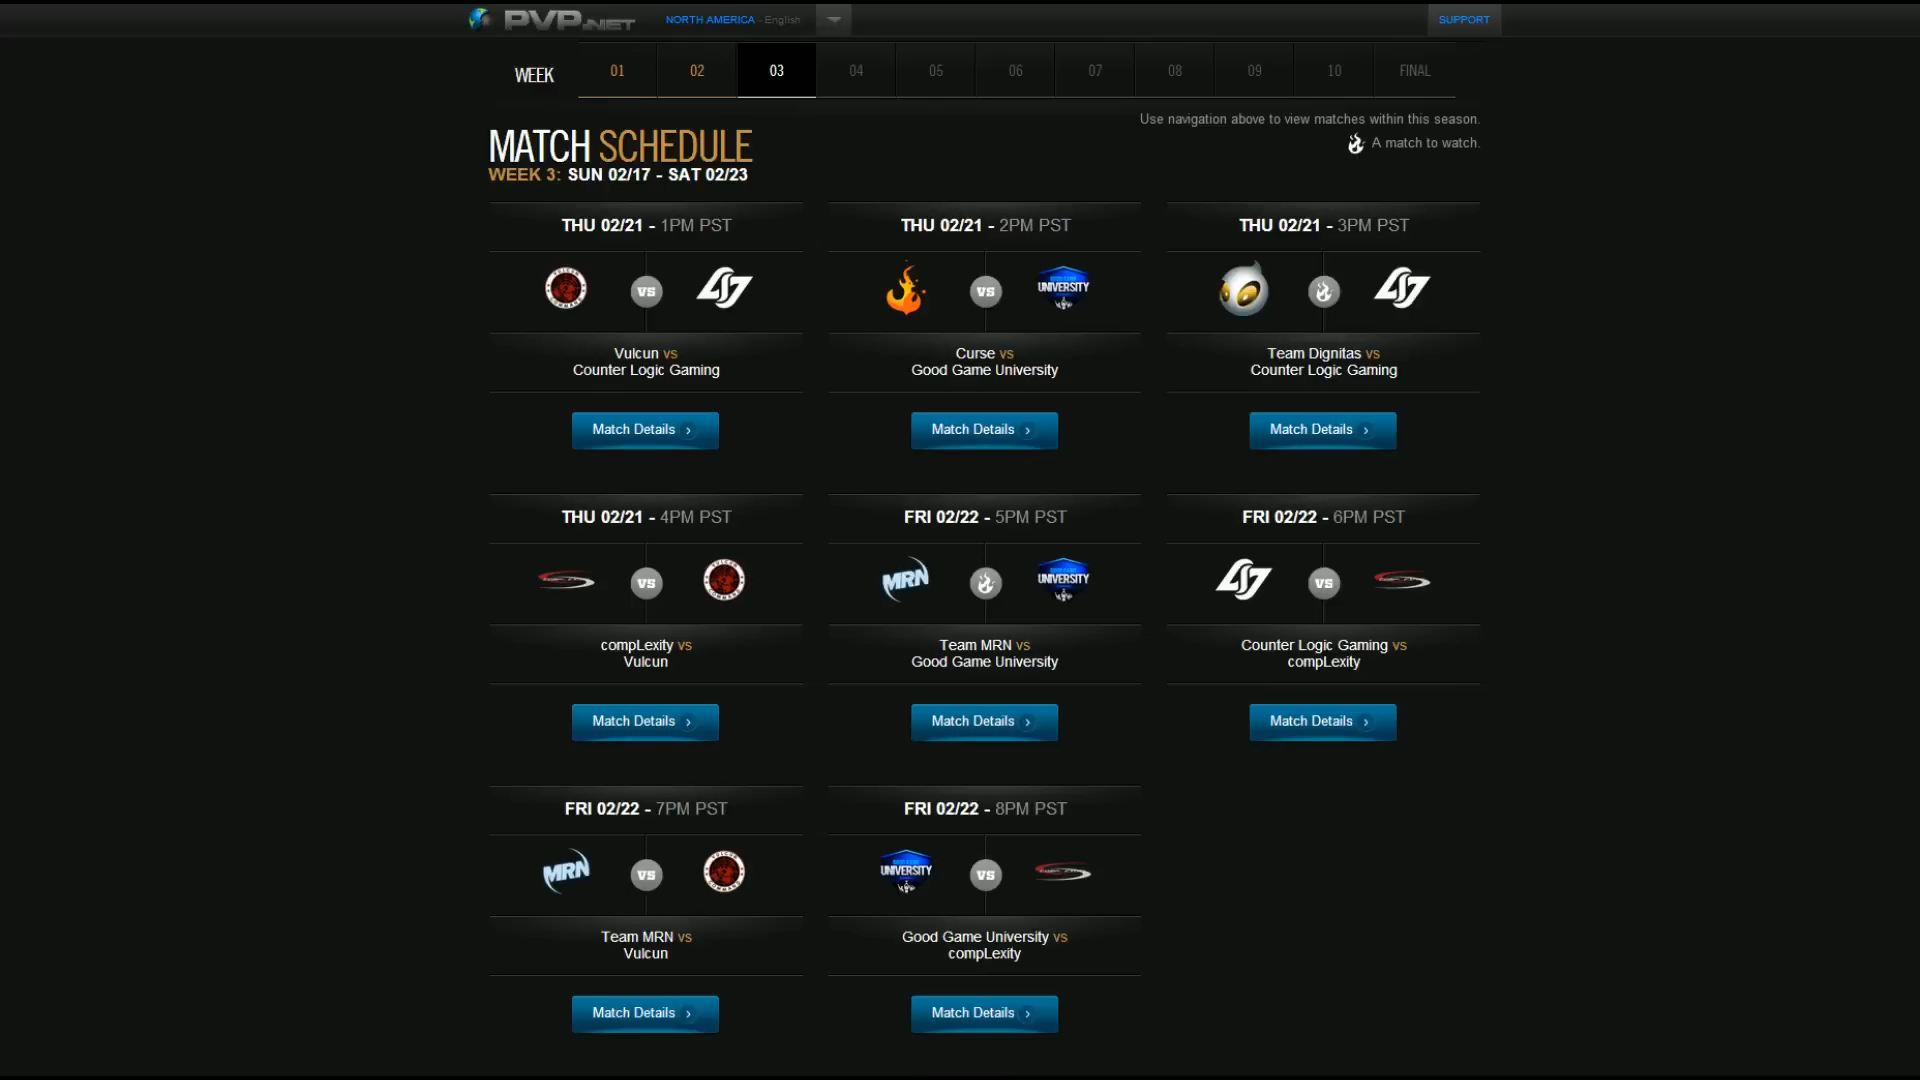 PVP.NET NORTH AMERICA - English SUPPORT
WEEK 01 02 03 04 05 06 07 08 09 10 FINAL
Use navigation above to view matches within this season.
A match to watch.
MATCH SCHEDULE
WEEK 3: SUN 02/17 - SAT 02/23
THU 02/21 - 1PM PST
VULCUN COMMAND
VS
Vulcun vs
Counter Logic Gaming
Match Details ›
THU 02/21 - 2PM PST
VS
UNIVERSITY
Curse vs
Good Game University
Match Details ›
THU 02/21 - 3PM PST
Team Dignitas vs
Counter Logic Gaming
Match Details ›
THU 02/21 - 4PM PST
VS
VULCUN COMMAND
compLexity vs
Vulcun
Match Details ›
FRI 02/22 - 5PM PST
MRN
UNIVERSITY
Team MRN vs
Good Game University
Match Details ›
FRI 02/22 - 6PM PST
VS
Counter Logic Gaming vs
compLexity
Match Details ›
FRI 02/22 - 7PM PST
MRN
VS
VULCUN COMMAND
Team MRN vs
Vulcun
Match Details ›
FRI 02/22 - 8PM PST
UNIVERSITY
VS
Good Game University vs
compLexity
Match Details ›